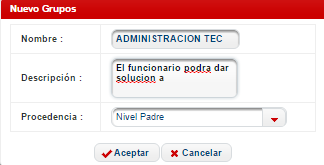 Nuevo Grupos
Nombre : ADMINISTRACION TEC
Descripción : El funcionario podra dar
solucion a
Procedencia : Nivel Padre
Aceptar Cancelar